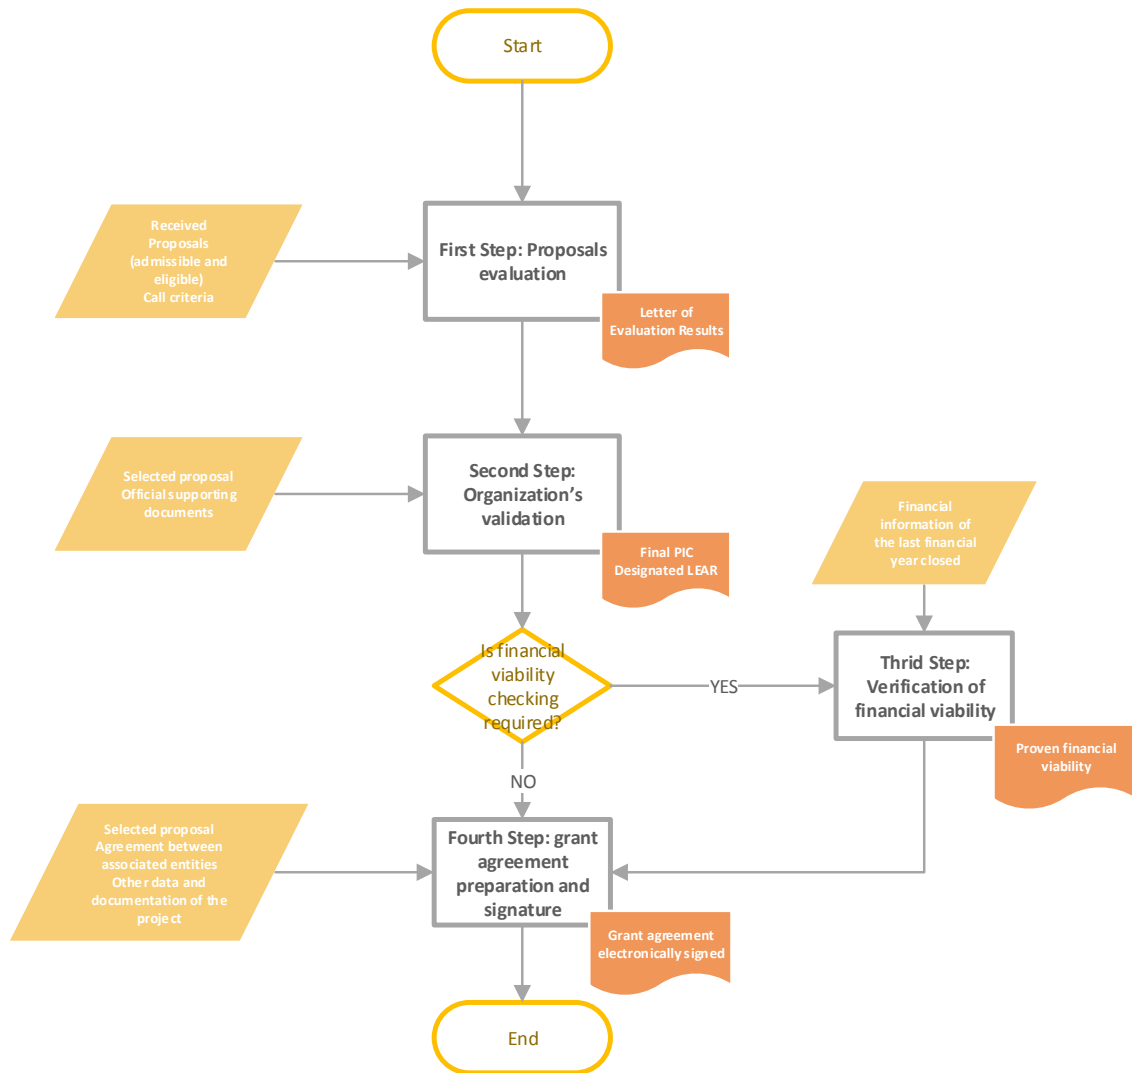 Start
Received
Proposals
(admissible and
eligible)
Call criteria
First Step: Proposals
evaluation
Letter of
Evaluation Results
Selected proposal
Official supporting
documents
Second Step:
Organization’s
validation
Final PIC
Designated LEAR
Financial
information of
the last financial
year closed
Is financial
viability
checking
required?
YES
Thrid Step:
Verification of
financial viability
Proven financial
viability
NO
Selected proposal
Agreement between
associated entities
Other data and
documentation of the
project
Fourth Step: grant
agreement
preparation and
signature
Grant agreement
electronically signed
End